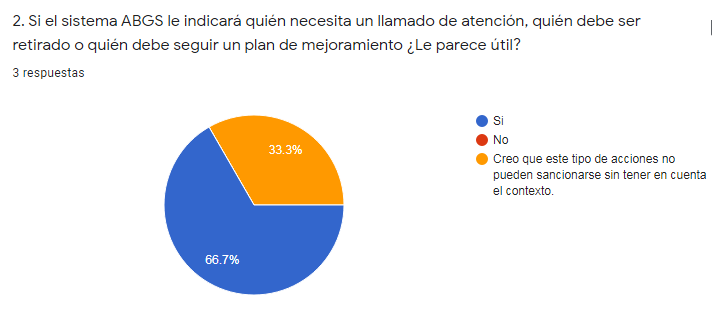 2. Si el sistema ABGS le indicará quién necesita un llamado de atención, quién debe ser
retirado o quién debe seguir un plan de mejoramiento ¿Le parece útil?
3 respuestas
33.3%
66.7%
Si
No
Creo que este tipo de acciones no
pueden sancionarse sin tener en cuenta
el contexto.